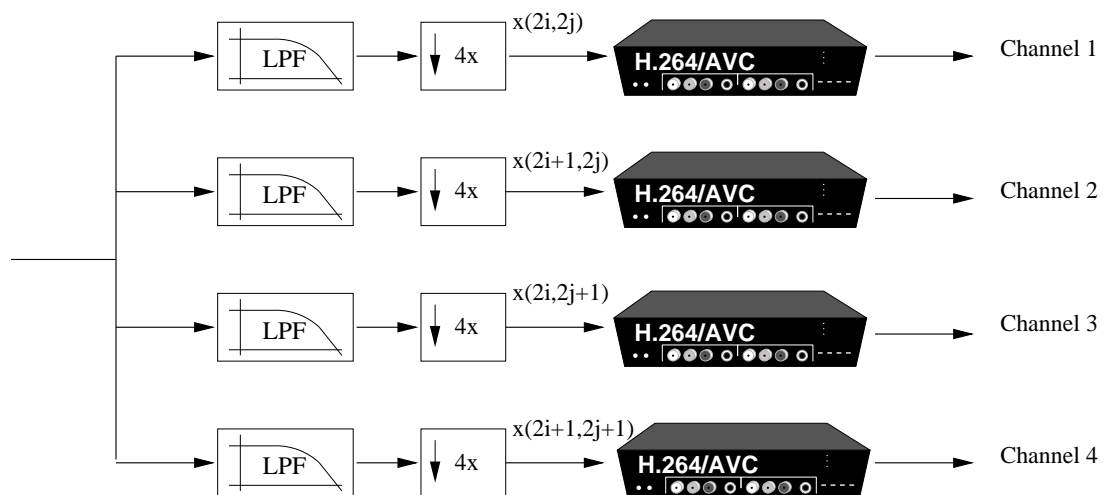 x(2i,2j)
LPF
4x
H.264/AVC
Channel 1
x(2i+1,2j)
LPF
4x
H.264/AVC
Channel 2
x(2i,2j+1)
LPF
4x
H.264/AVC
Channel 3
x(2i+1,2j+1)
LPF
4x
H.264/AVC
Channel 4